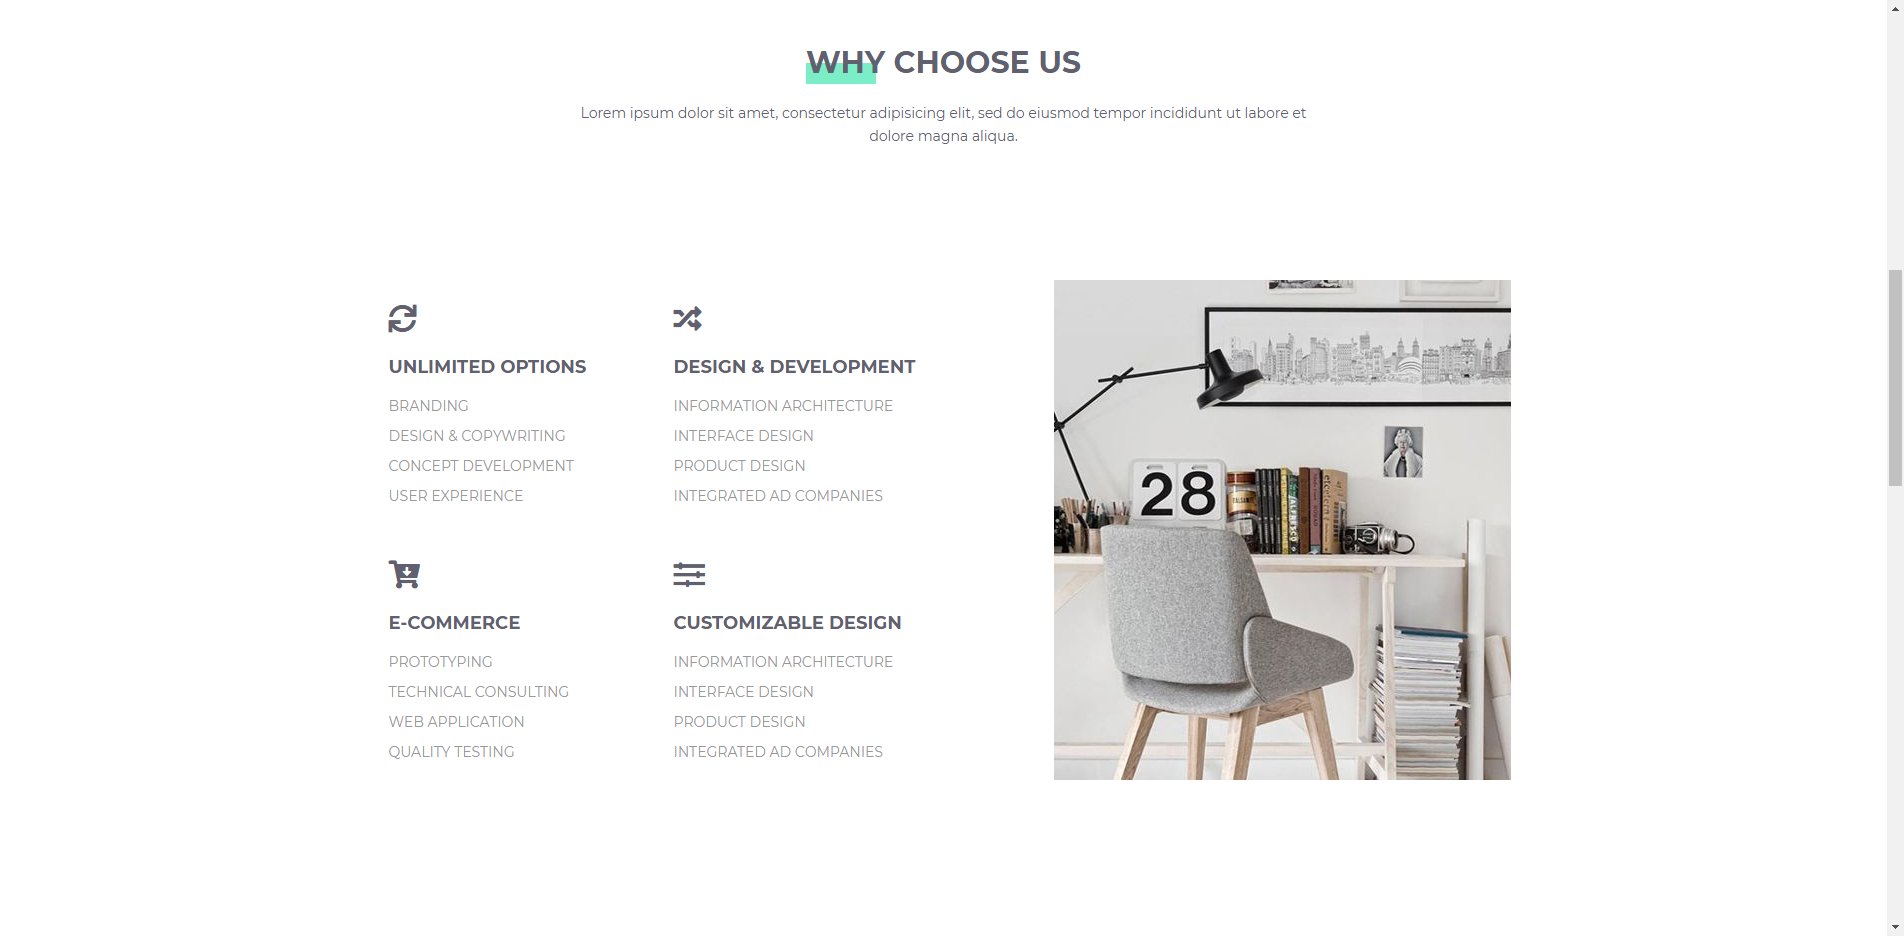 WHY CHOOSE US
Lorem ipsum dolor sit amet, consectetur adipisicing elit, sed do eiusmod tempor incididunt ut labore et
dolore magna aliqua.
UNLIMITED OPTIONS
BRANDING
DESIGN & COPYWRITING
CONCEPT DEVELOPMENT
USER EXPERIENCE
DESIGN & DEVELOPMENT
INFORMATION ARCHITECTURE
INTERFACE DESIGN
PRODUCT DESIGN
INTEGRATED AD COMPANIES
E-COMMERCE
PROTOTYPING
TECHNICAL CONSULTING
WEB APPLICATION
QUALITY TESTING
CUSTOMIZABLE DESIGN
INFORMATION ARCHITECTURE
INTERFACE DESIGN
PRODUCT DESIGN
INTEGRATED AD COMPANIES
28